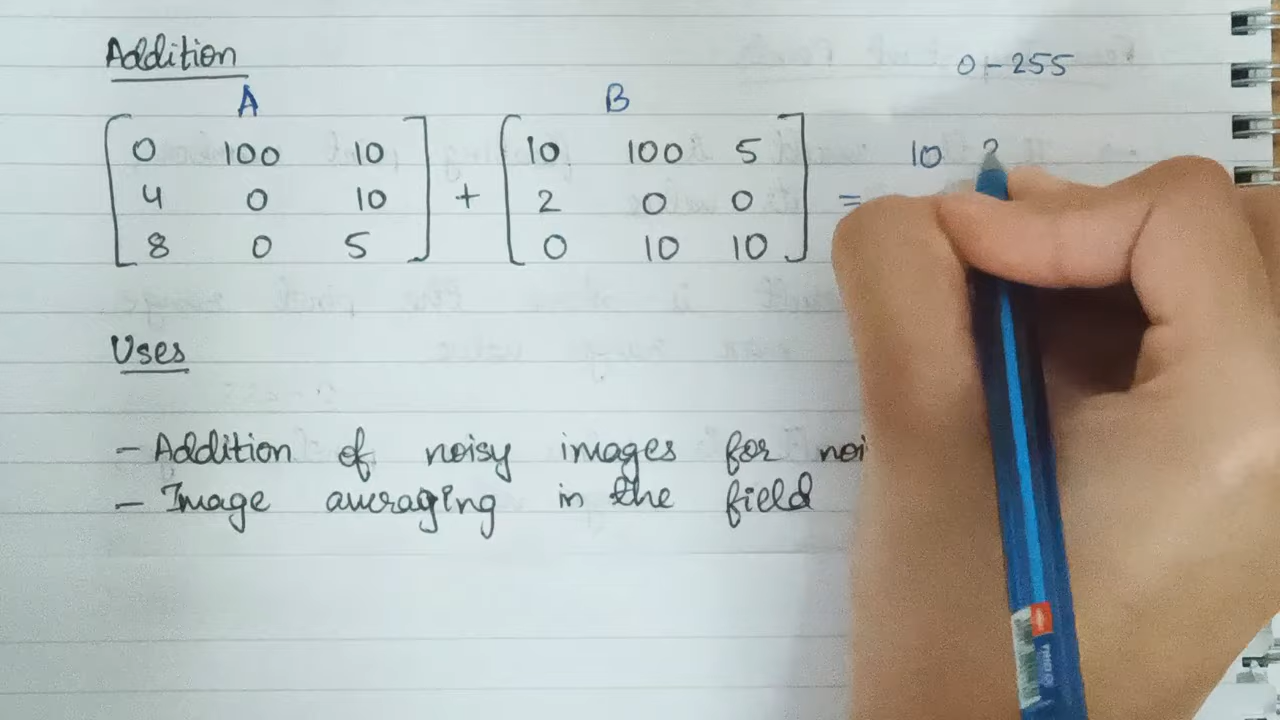 Addition
0-255
A B
0 100 10 10 100 5 10
4 0 10 + 2 0 0 =
8 0 5 0 10 10
Uses
- Addition of noisy images for
- Image averaging in the field